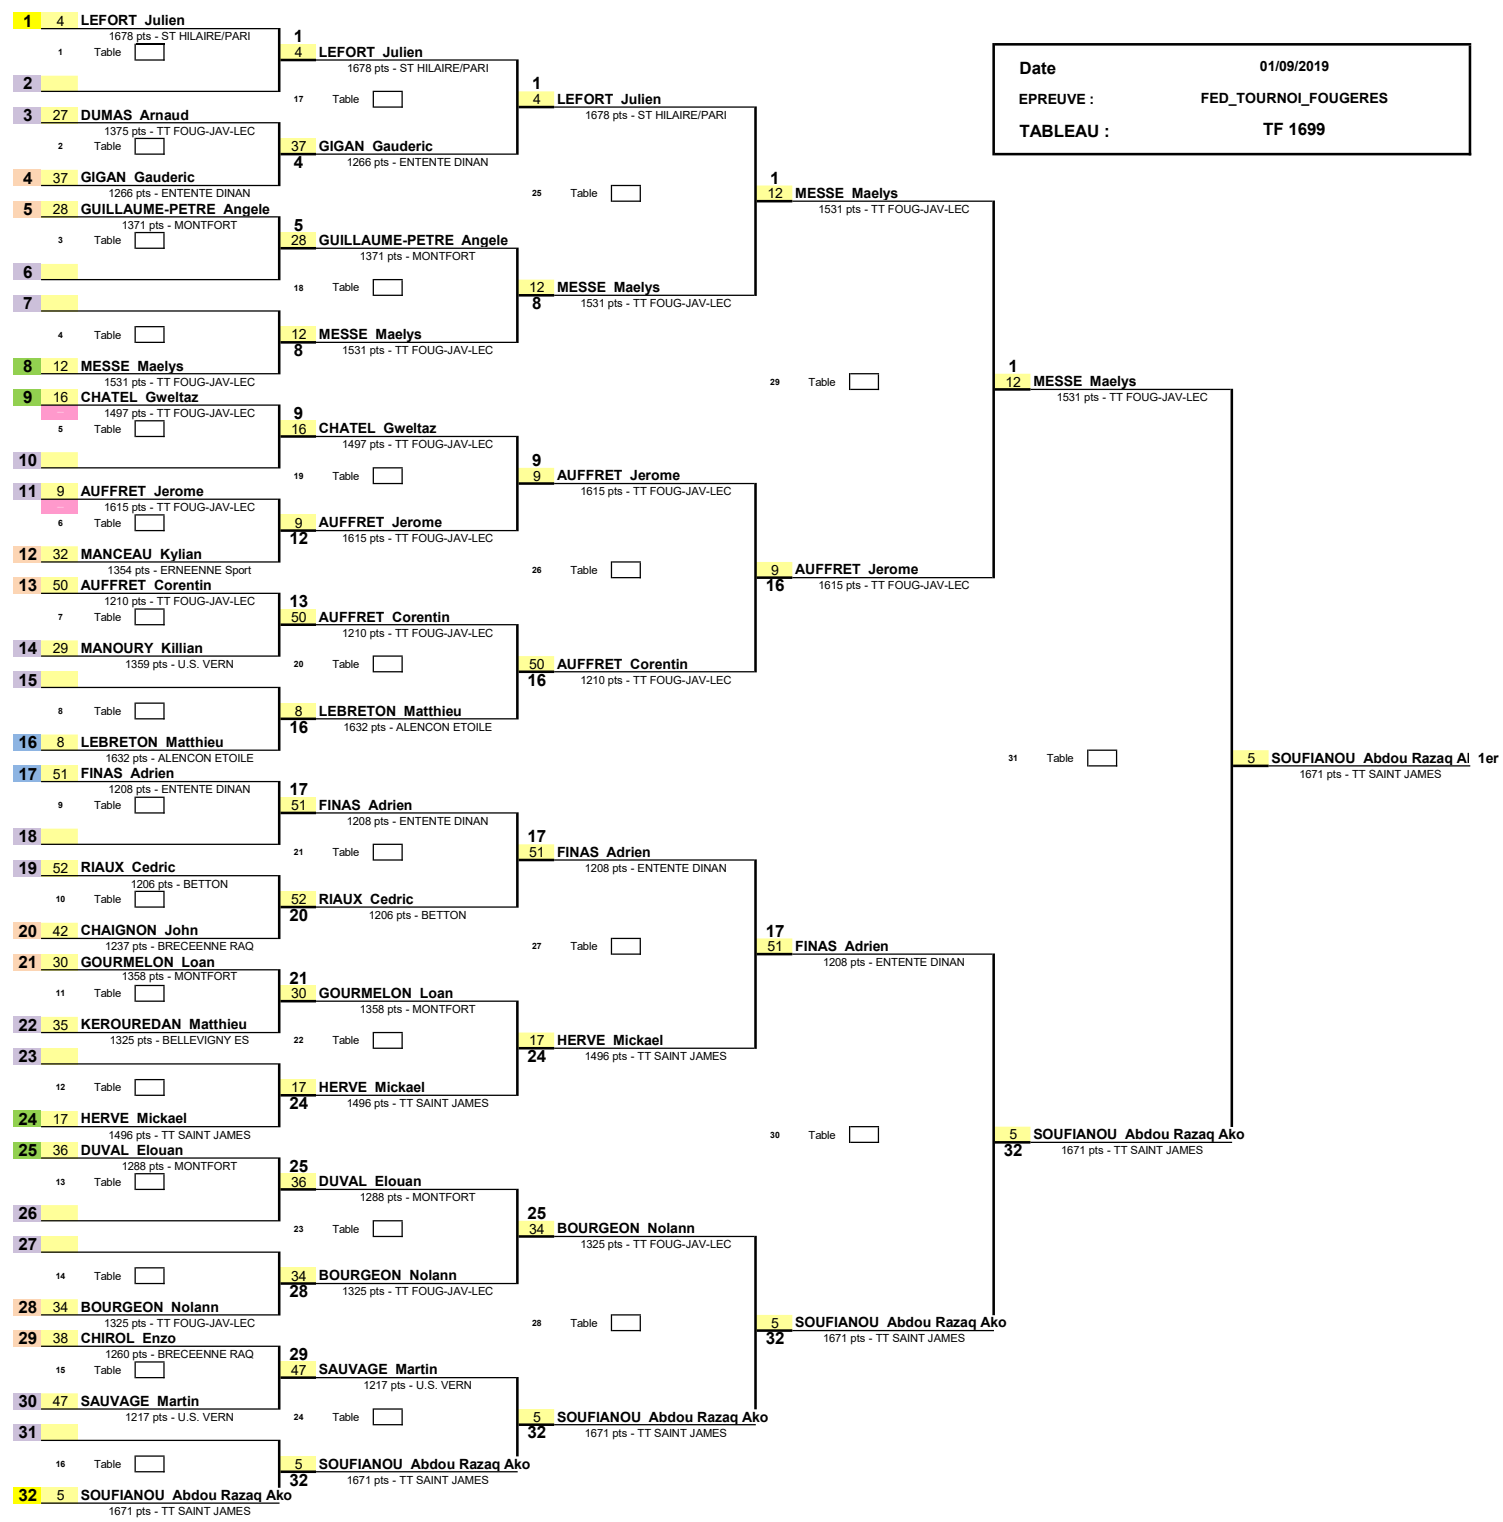 Date 01/09/2019
EPREUVE : FED_TOURNOI_FOUGERES
TABLEAU : TF 1699
1 4 LEFORT Julien
1678 pts - ST HILAIRE/PARI
1 Table
2
3 27 DUMAS Arnaud
1375 pts - TT FOUG-JAV-LEC
2 Table
4 37 GIGAN Gauderic
1266 pts - ENTENTE DINAN
5 28 GUILLAUME-PETRE Angele
1371 pts - MONTFORT
3 Table
6
7
4 Table
8 12 MESSE Maelys
1531 pts - TT FOUG-JAV-LEC
9 16 CHATEL Gweltaz
1497 pts - TT FOUG-JAV-LEC
5 Table
10
11 9 AUFFRET Jerome
1615 pts - TT FOUG-JAV-LEC
6 Table
12 32 MANCEAU Kylian
1354 pts - ERNEENNE Sport
13 50 AUFFRET Corentin
1210 pts - TT FOUG-JAV-LEC
7 Table
14 29 MANOURY Killian
1359 pts - U.S. VERN
15
8 Table
16 8 LEBRETON Matthieu
1632 pts - ALENCON ETOILE
17 51 FINAS Adrien
1208 pts - ENTENTE DINAN
9 Table
18
19 52 RIAUX Cedric
1206 pts - BETTON
10 Table
20 42 CHAIGNON John
1237 pts - BRECEENNE RAQ
21 30 GOURMELON Loan
1358 pts - MONTFORT
11 Table
22 35 KEROUREDAN Matthieu
1325 pts - BELLEVIGNY ES
23
12 Table
24 17 HERVE Mickael
1496 pts - TT SAINT JAMES
25 36 DUVAL Elouan
1288 pts - MONTFORT
13 Table
26
27
14 Table
28 34 BOURGEON Nolann
1325 pts - TT FOUG-JAV-LEC
29 38 CHIROL Enzo
1260 pts - BRECEENNE RAQ
15 Table
30 47 SAUVAGE Martin
1217 pts - U.S. VERN
31
16 Table
32 5 SOUFIANOU Abdou Razaq Ako
1671 pts - TT SAINT JAMES
1
4 LEFORT Julien
1678 pts - ST HILAIRE/PARI
17 Table
37 GIGAN Gauderic
4 1266 pts - ENTENTE DINAN
5
28 GUILLAUME-PETRE Angele
1371 pts - MONTFORT
18 Table
12 MESSE Maelys
8 1531 pts - TT FOUG-JAV-LEC
9
16 CHATEL Gweltaz
1497 pts - TT FOUG-JAV-LEC
19 Table
9 AUFFRET Jerome
12 1615 pts - TT FOUG-JAV-LEC
13
50 AUFFRET Corentin
1210 pts - TT FOUG-JAV-LEC
20 Table
8 LEBRETON Matthieu
16 1632 pts - ALENCON ETOILE
17
51 FINAS Adrien
1208 pts - ENTENTE DINAN
21 Table
52 RIAUX Cedric
20 1206 pts - BETTON
21
30 GOURMELON Loan
1358 pts - MONTFORT
22 Table
17 HERVE Mickael
24 1496 pts - TT SAINT JAMES
25
36 DUVAL Elouan
1288 pts - MONTFORT
23 Table
34 BOURGEON Nolann
28 1325 pts - TT FOUG-JAV-LEC
29
47 SAUVAGE Martin
1217 pts - U.S. VERN
24 Table
5 SOUFIANOU Abdou Razaq Ako
32 1671 pts - TT SAINT JAMES
1
4 LEFORT Julien
1678 pts - ST HILAIRE/PARI
25 Table
12 MESSE Maelys
8 1531 pts - TT FOUG-JAV-LEC
9
9 AUFFRET Jerome
1615 pts - TT FOUG-JAV-LEC
26 Table
50 AUFFRET Corentin
16 1210 pts - TT FOUG-JAV-LEC
17
51 FINAS Adrien
1208 pts - ENTENTE DINAN
27 Table
17 HERVE Mickael
24 1496 pts - TT SAINT JAMES
25
34 BOURGEON Nolann
1325 pts - TT FOUG-JAV-LEC
28 Table
5 SOUFIANOU Abdou Razaq Ako
32 1671 pts - TT SAINT JAMES
1
12 MESSE Maelys
1531 pts - TT FOUG-JAV-LEC
29 Table
9 AUFFRET Jerome
16 1615 pts - TT FOUG-JAV-LEC
17
51 FINAS Adrien
1208 pts - ENTENTE DINAN
30 Table
5 SOUFIANOU Abdou Razaq Ako
32 1671 pts - TT SAINT JAMES
1
12 MESSE Maelys
1531 pts - TT FOUG-JAV-LEC
31 Table
5 SOUFIANOU Abdou Razaq Ako
32 1671 pts - TT SAINT JAMES
5 SOUFIANOU Abdou Razaq Al 1er
1671 pts - TT SAINT JAMES